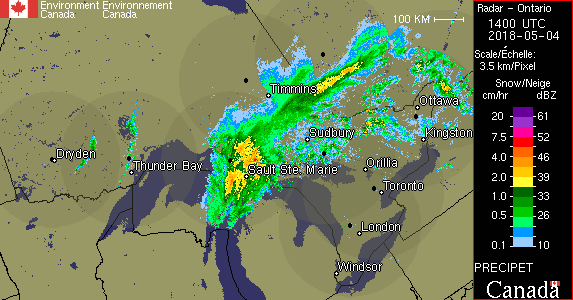 Environment Environnement
Canada Canada
100 KM
Radar - Ontario
1400 UTC
2018-05-04
Scale/Échelle:
3.5 km/Pixel
Snow/Neige
cm/hr dBZ
20 61
7.5 57
5.0 52
4.0 46
2.0 39
1.0 33
0.5 26
0.1 10
PRECIPET
Canada
Timmins
Ottawa
Sudbury
Kingston
Dryden
Thunder Bay
Sault Ste. Marie
Orillia
Toronto
London
Windsor